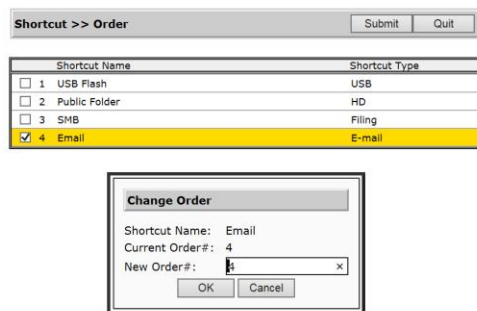 Shortcut >> Order Submit Quit
Shortcut Name Shortcut Type
1 USB Flash USB
2 Public Folder HD
3 SMB Filing
4 Email E-mail
Change Order
Shortcut Name: Email
Current Order#: 4
New Order#: 4 ×
OK Cancel